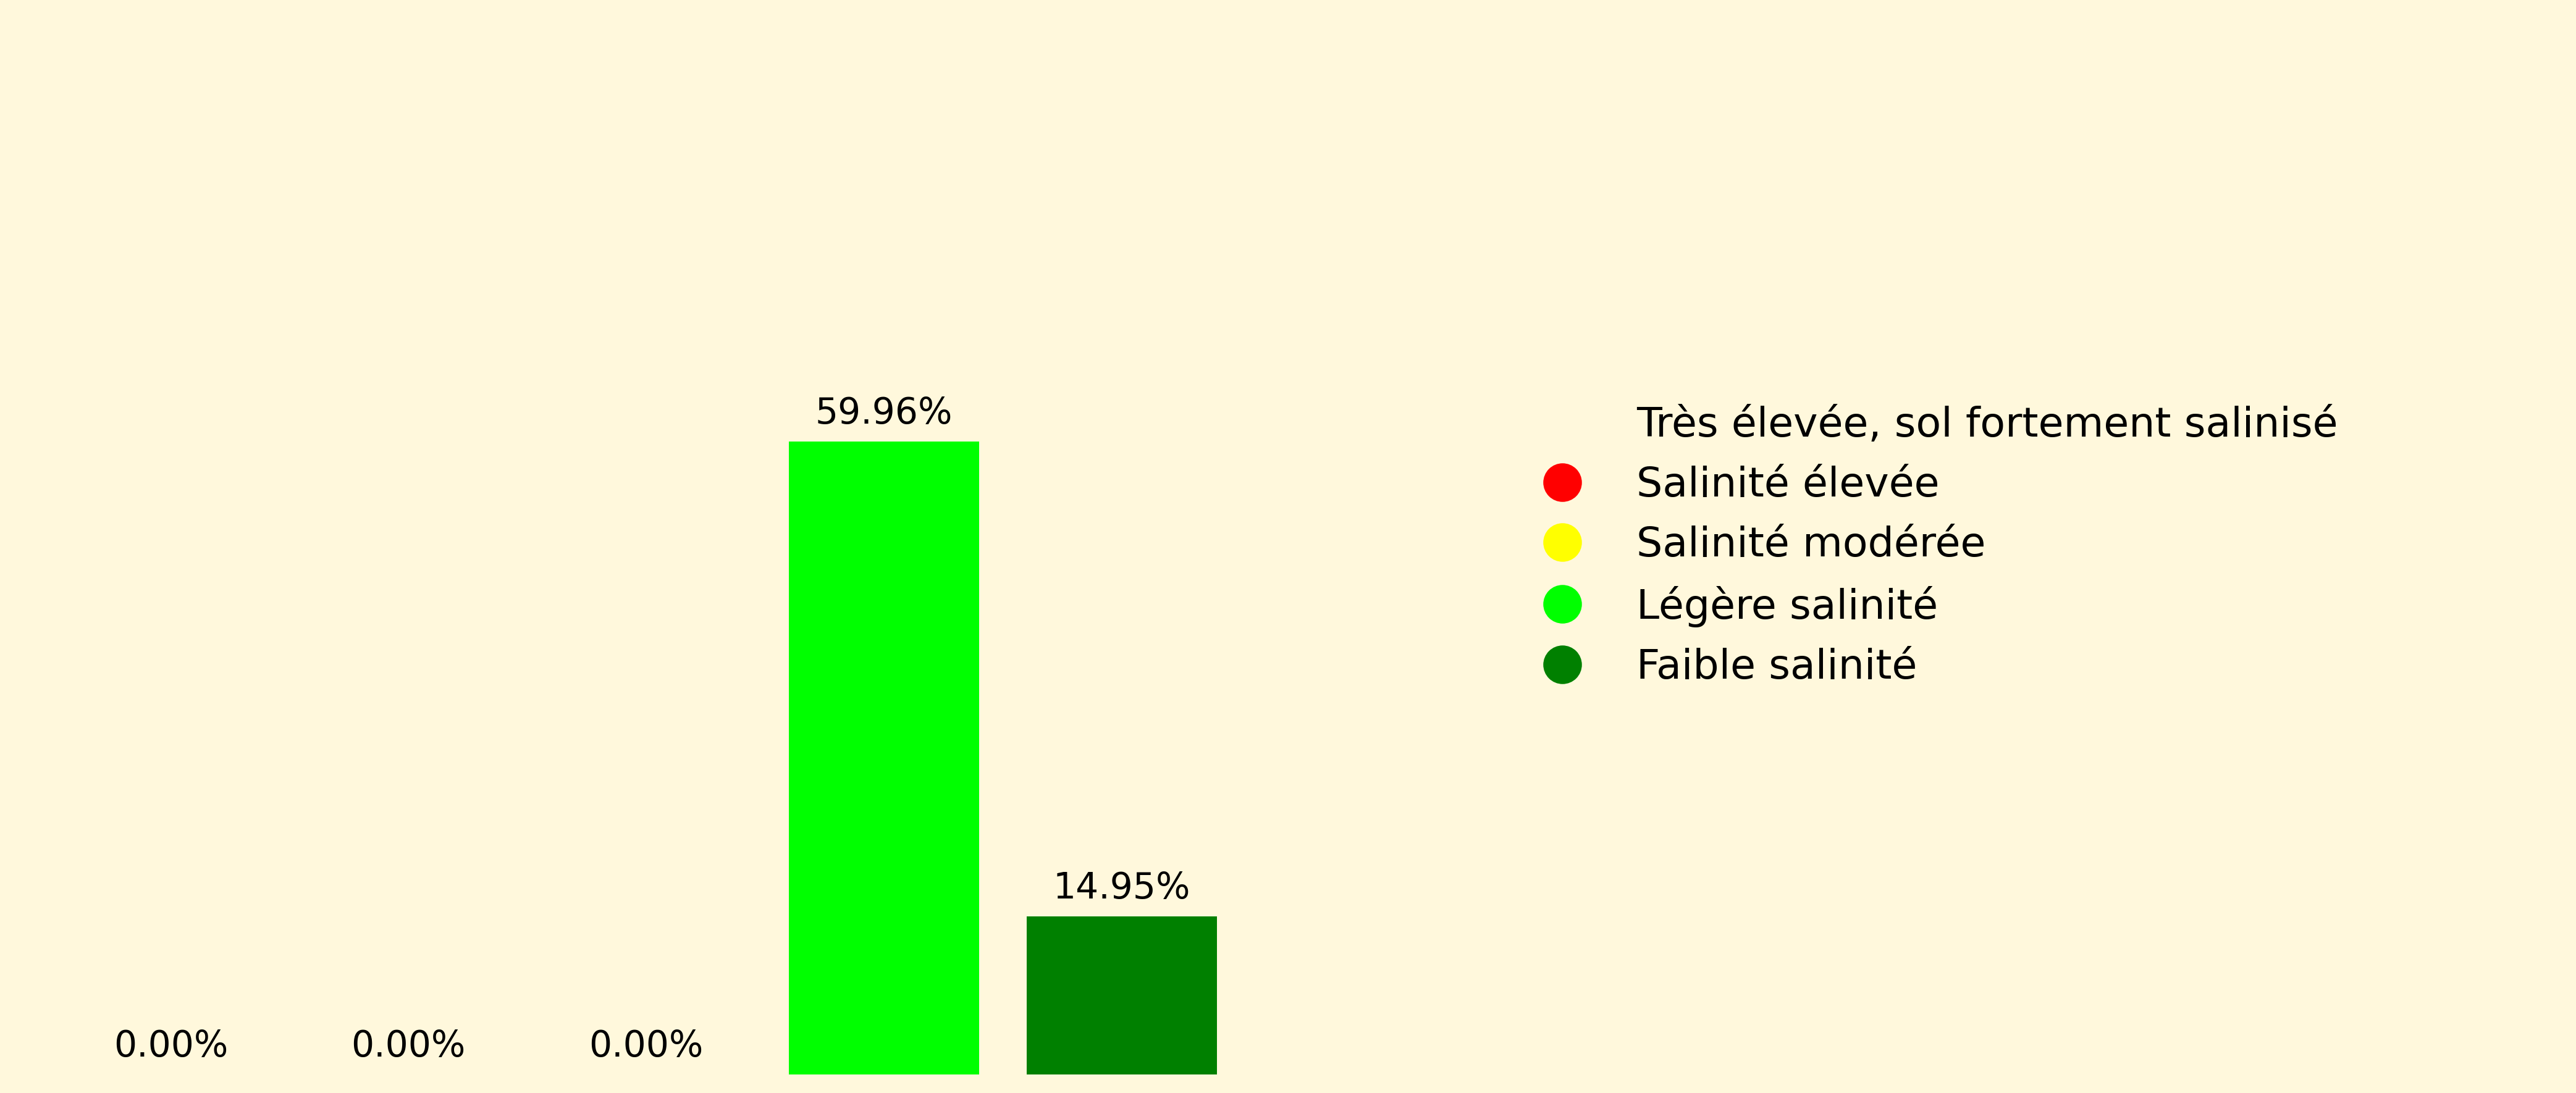 59.96%
14.95%
0.00%
0.00%
0.00%
Très élevée, sol fortement salinisé
Salinité élevée
Salinité modérée
Légère salinité
Faible salinité